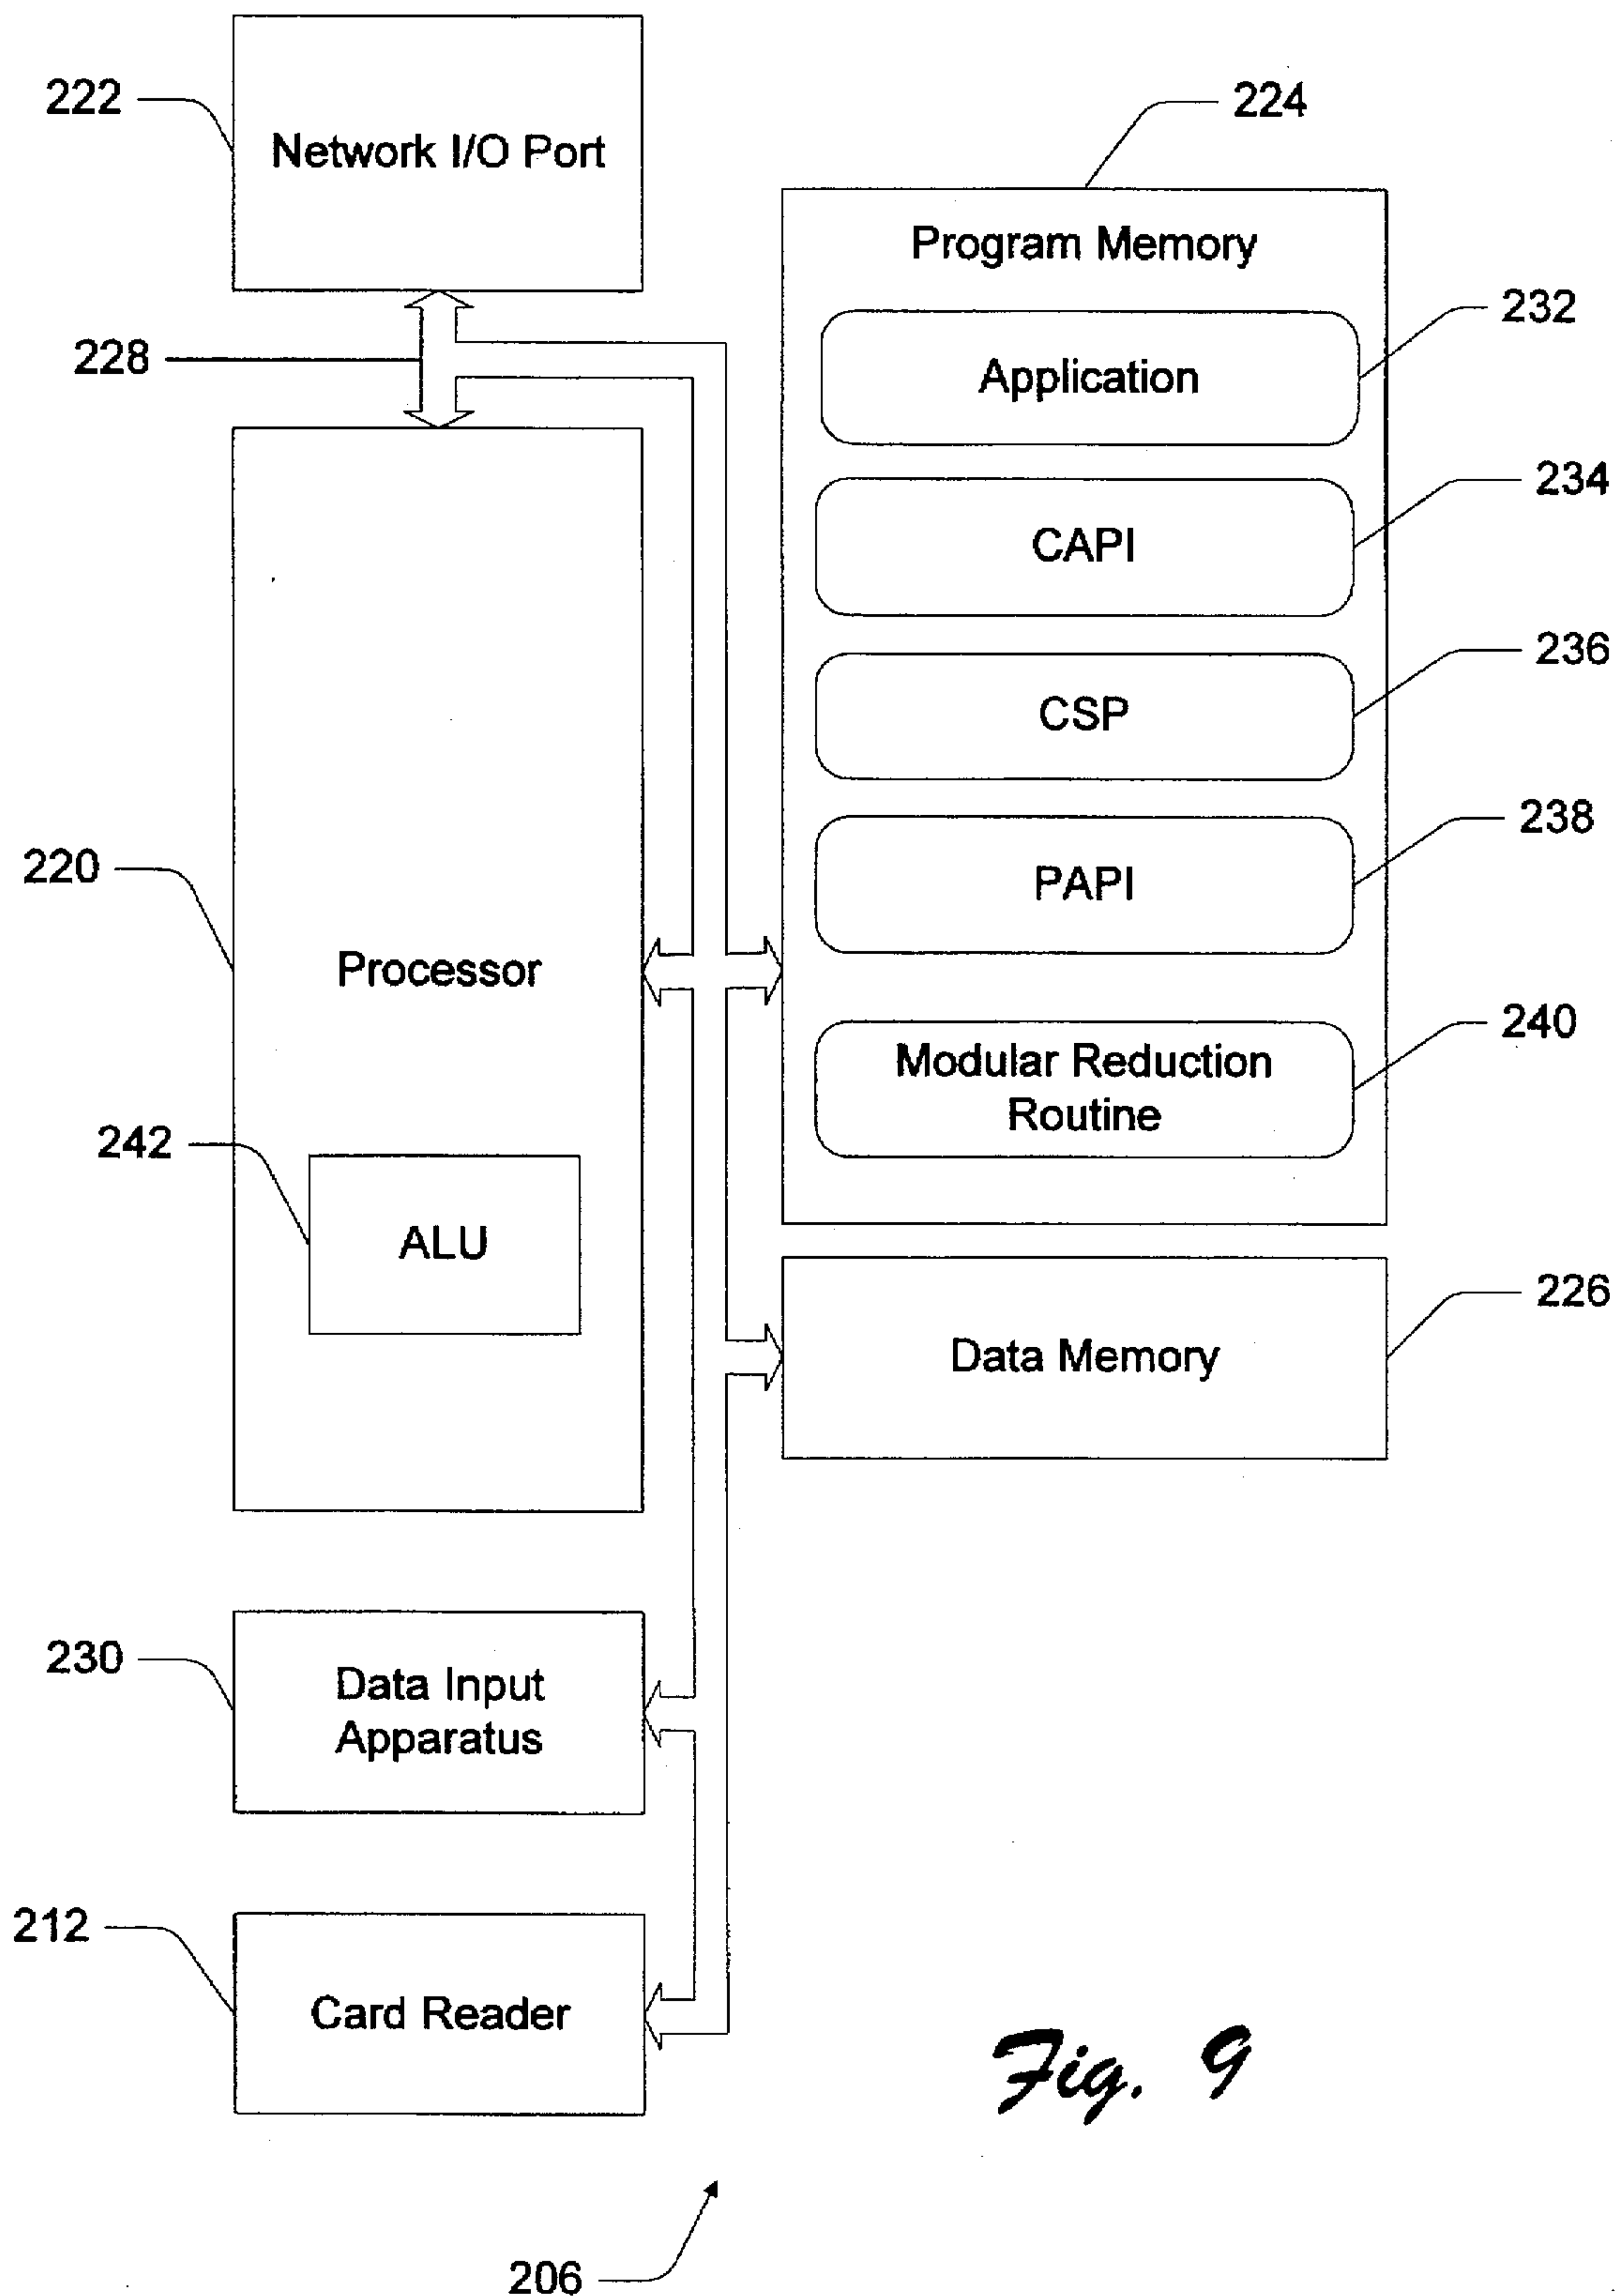 222
Network I/O Port
224
Program Memory
232
Application
228
234
CAPI
236
CSP
238
PAPI
220
Processor
240
Modular Reduction
Routine
242
ALU
226
Data Memory
230
Data Input
Apparatus
212
Card Reader
Fig. 9
206